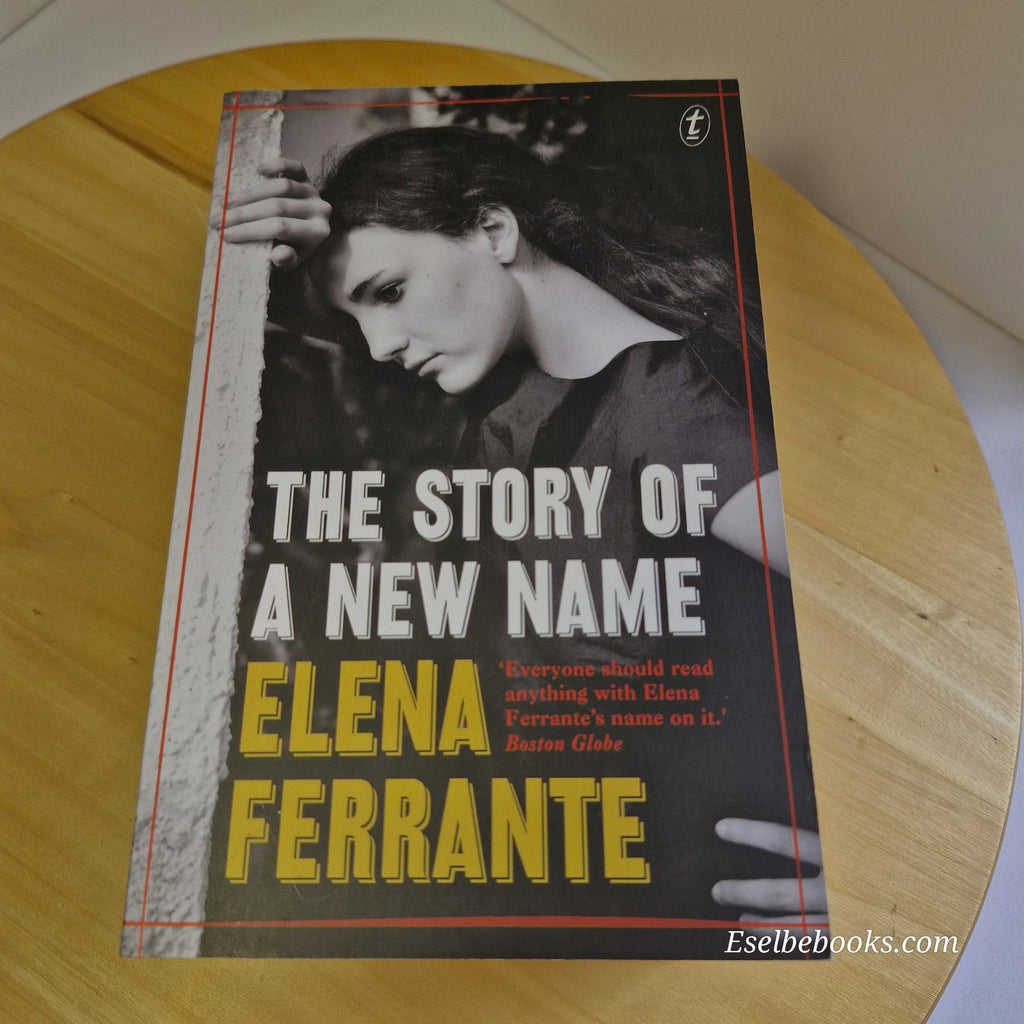 t
THE STORY OF
A NEW NAME
ELENA
FERRANTE
‘Everyone should read
anything with Elena
Ferrante’s name on it.’
Boston Globe
Eselbebooks.com